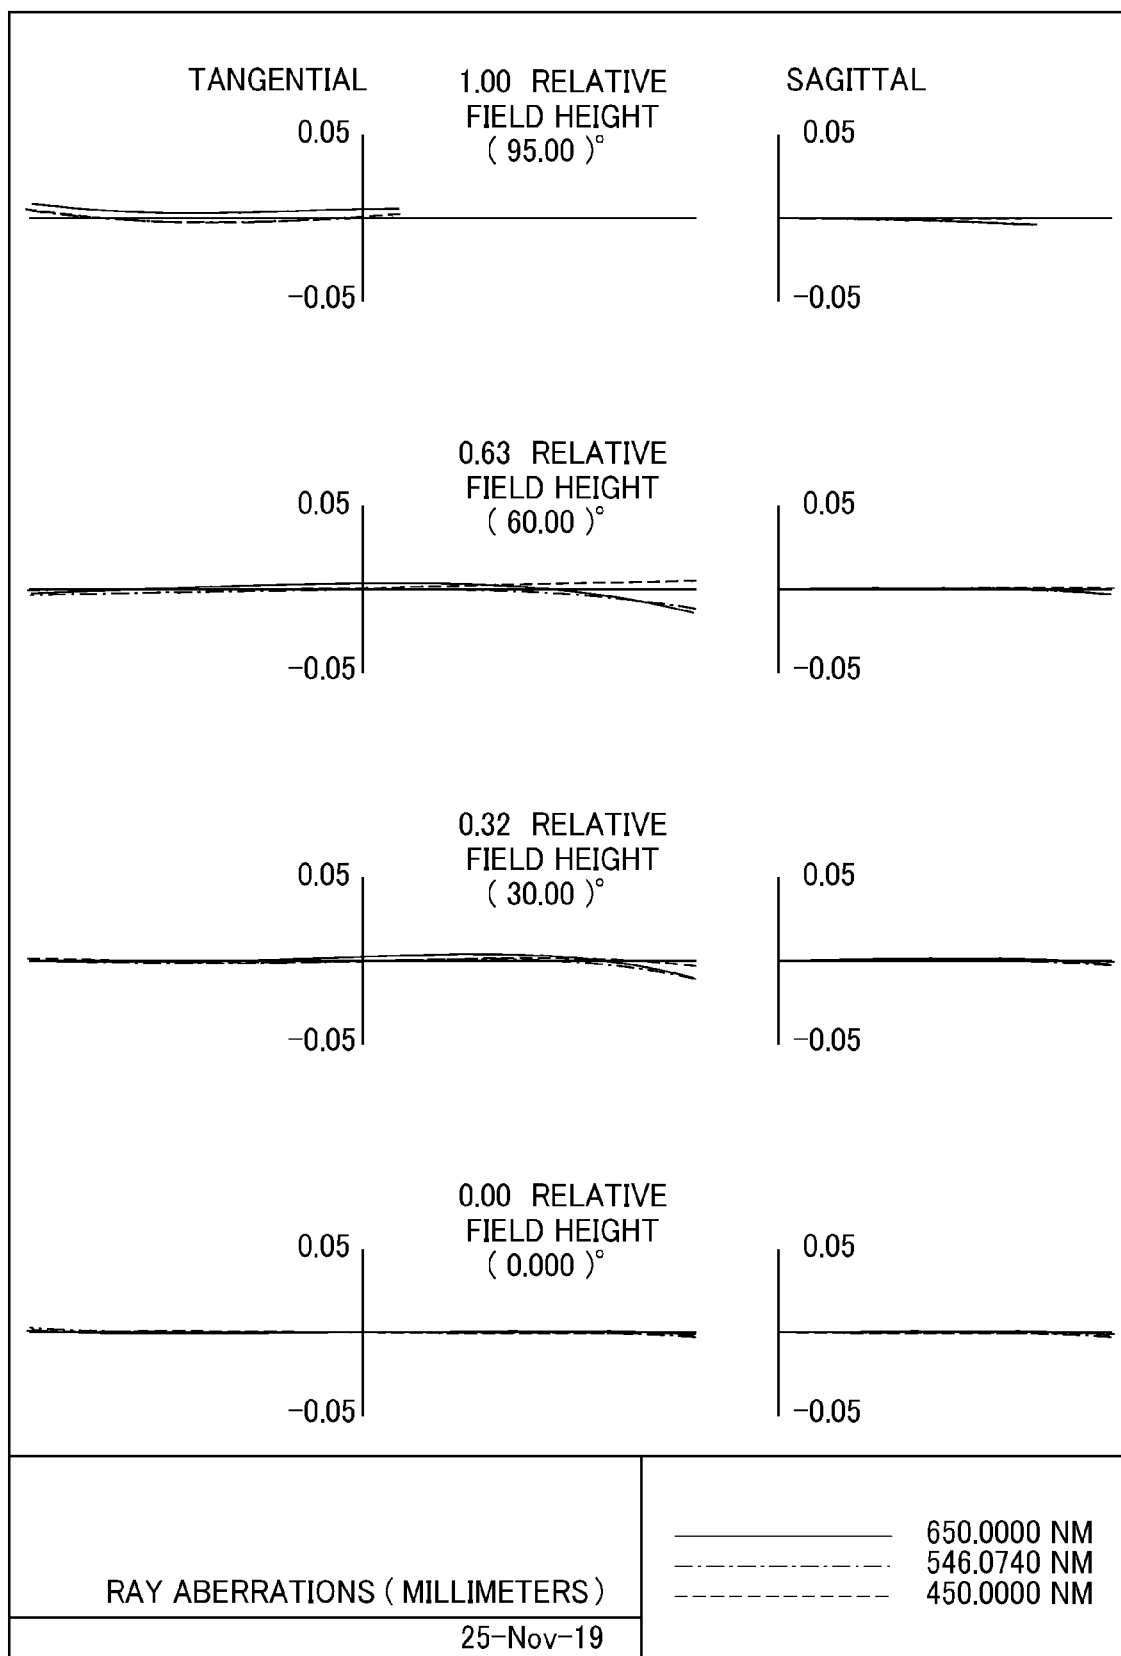 TANGENTIAL
1.00 RELATIVE
FIELD HEIGHT
( 95.00 )°
SAGITTAL
0.05
-0.05
0.05
-0.05
0.63 RELATIVE
FIELD HEIGHT
( 60.00 )°
0.05
-0.05
0.05
-0.05
0.32 RELATIVE
FIELD HEIGHT
( 30.00 )°
0.05
-0.05
0.05
-0.05
0.00 RELATIVE
FIELD HEIGHT
( 0.000 )°
0.05
-0.05
0.05
-0.05
RAY ABERRATIONS ( MILLIMETERS )
25-Nov-19
650.0000 NM
546.0740 NM
450.0000 NM